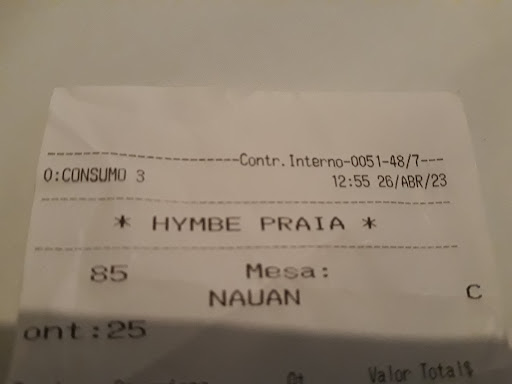 Contr.Interno-0051-48/7---
O:CONSUMO 3 12:55 26/ABR/23
* HYMBE PRAIA *
85 Mesa:
NAUAN C
ont:25
Qt Valor Total$